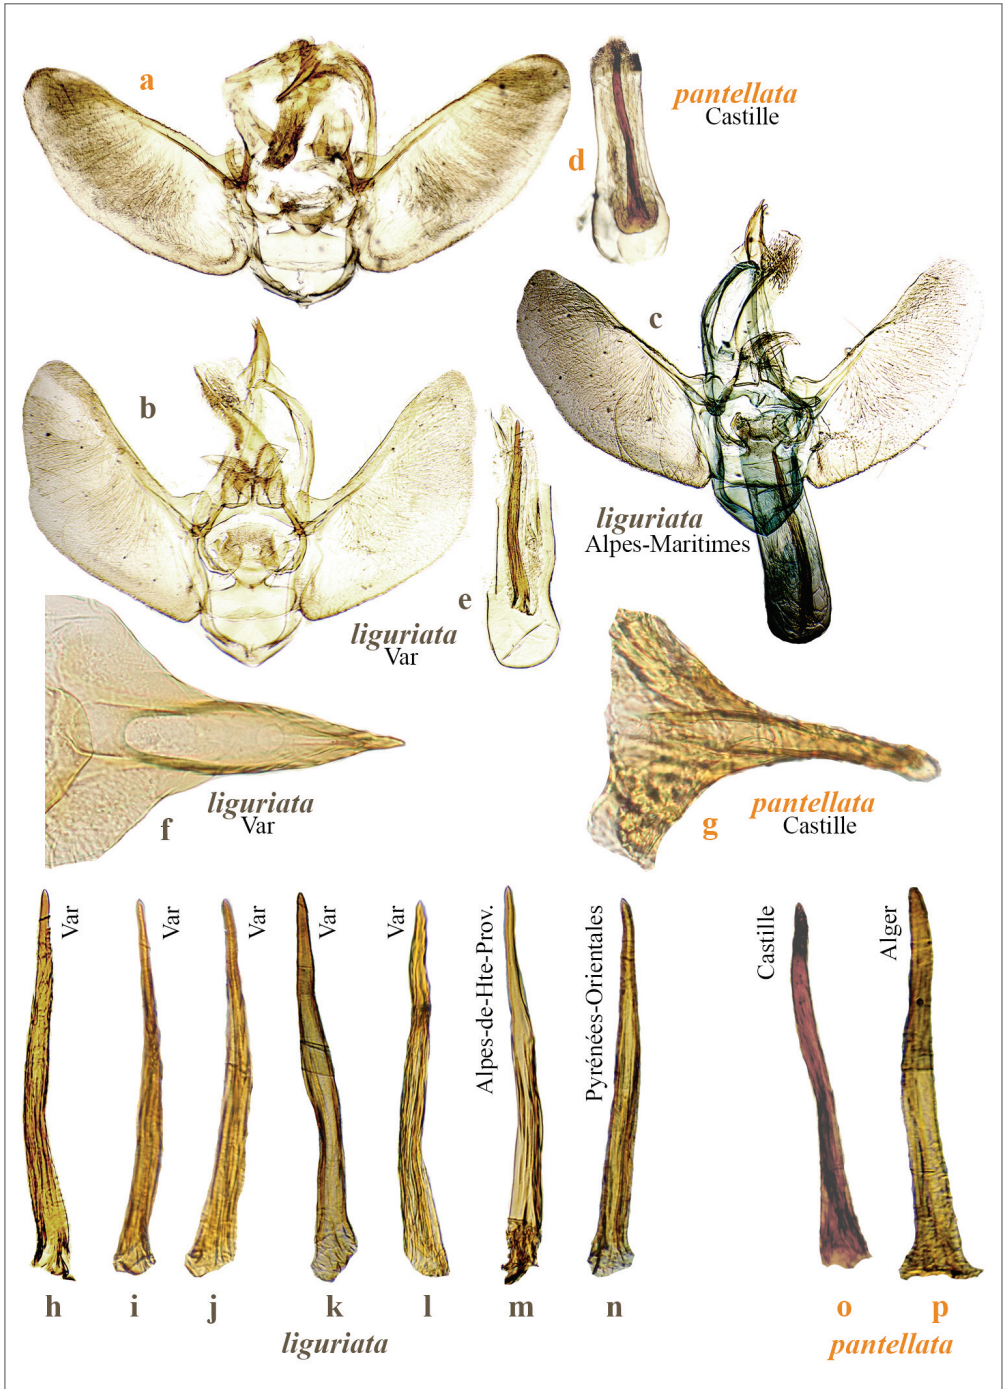 a
pantellata
Castille
d
c
b
liguriata
Alpes-Maritimes
e
liguriata
Var
liguriata
Var
f
pantellata
Castille
g
Var
Var
Var
Var
Var
Alpes-de-Hte-Prov.
Pyrénées-Orientales
Castille
Alger
h i j k l m n o p
liguriata
pantellata